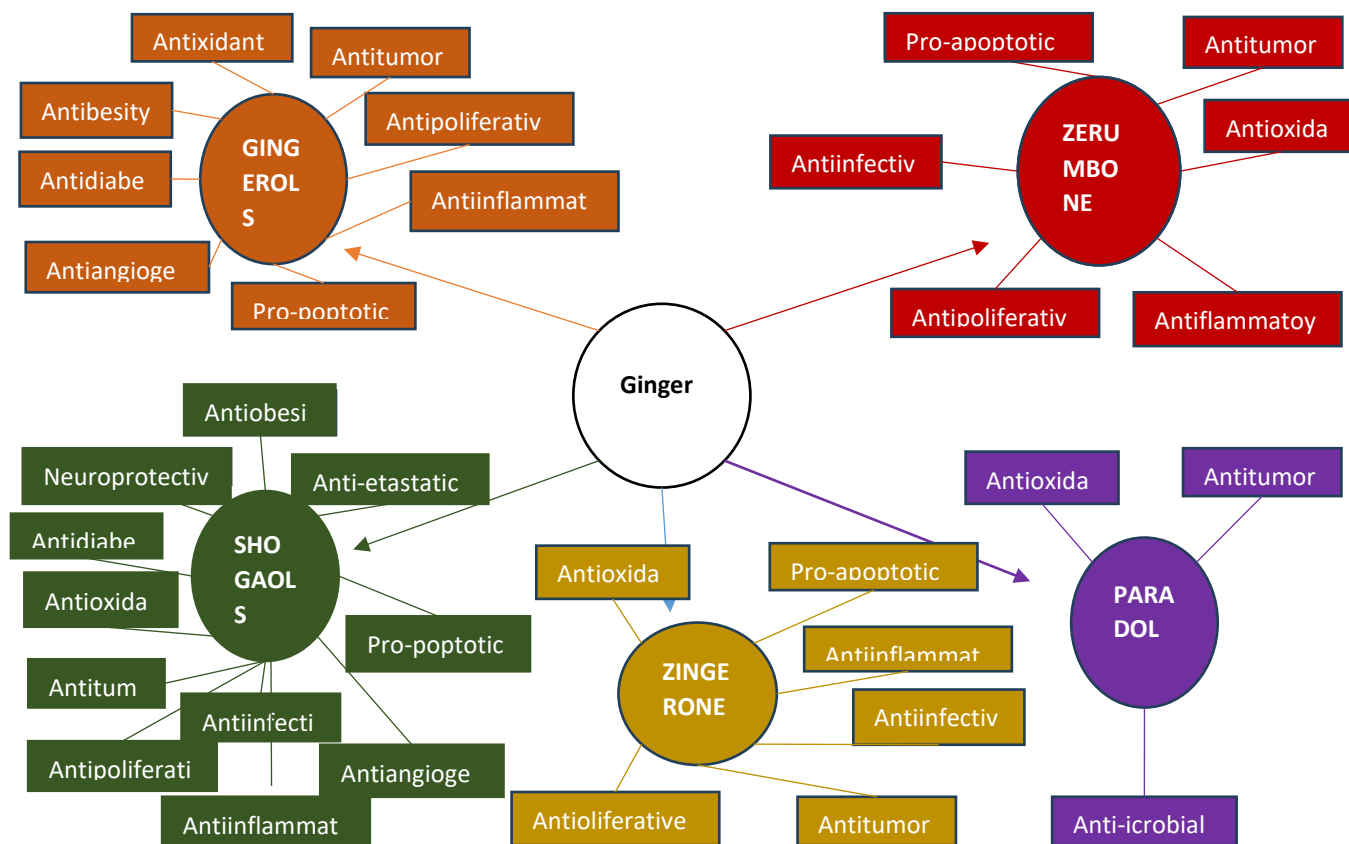 Antixidant
Antitumor
Antibesity
Antipoliferativ
Antidiabe
Antiinflammat
Antiangioge
Pro-poptotic
GING
EROL
S
Pro-apoptotic
Antitumor
Antioxida
Antiinfectiv
Antipoliferativ
Antiflammatoy
ZERU
MBO
NE
Ginger
Antiobesi
Neuroprotectiv
Anti-etastatic
Antidiabe
Antioxida
Pro-poptotic
Antitum
Antiinfecti
Antipoliferati
Antiangioge
Antiinflammat
SHO
GAOL
S
Antioxida
Pro-apoptotic
Antiinflammat
Antiinfectiv
Antioliferative
Antitumor
ZINGE
RONE
Antioxida
Antitumor
PARA
DOL
Anti-icrobial